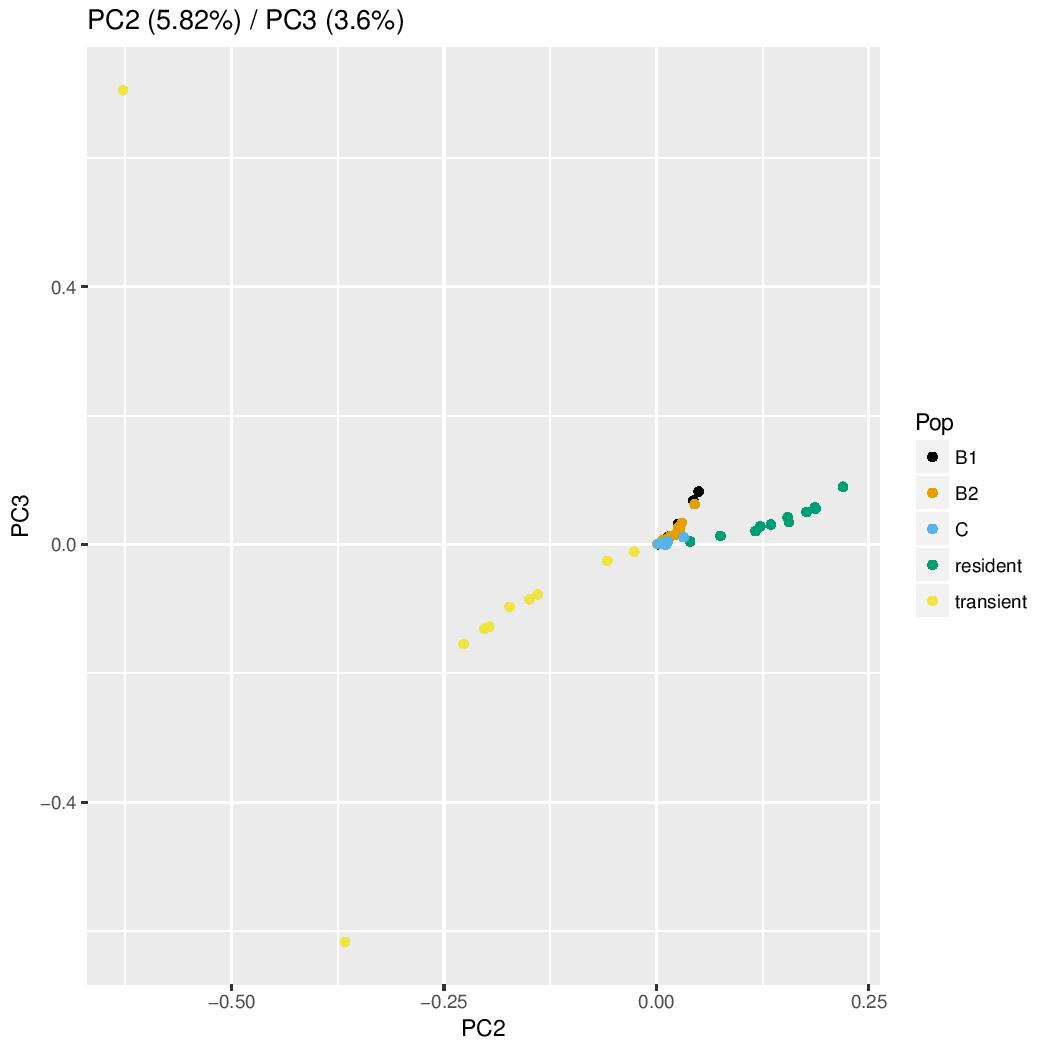 PC2 (5.82%) / PC3 (3.6%)
0.4
0.0
−0.4
PC3
−0.50
−0.25
0.00
0.25
PC2
Pop
B1
B2
C
resident
transient